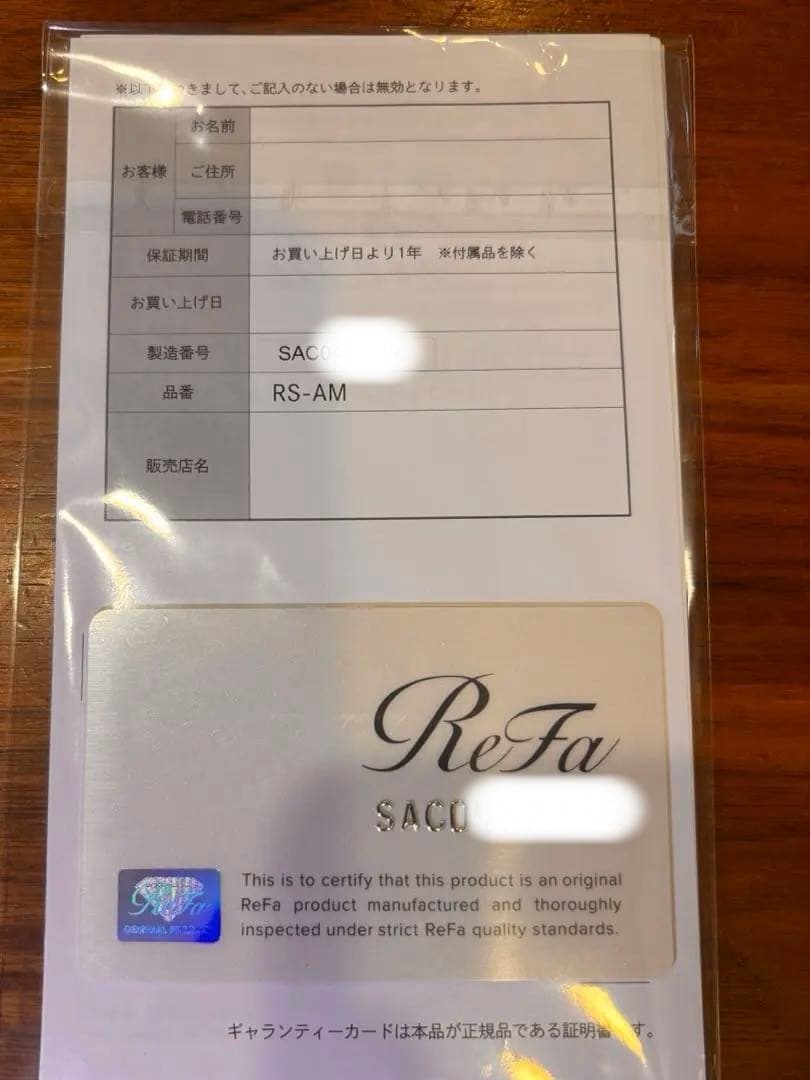 ※以下 きまして、ご記入のない場合は無効となります。
お客様
お名前
ご住所
電話番号
保証期間 お買い上げ日より1年 ※付属品を除く
お買い上げ日
製造番号 SAC0
品番 RS-AM
販売店名
ReFa
SAC0
ReFa
This is to certify that this product is an original
ReFa product manufactured and thoroughly
inspected under strict ReFa quality standards.
ギャランティーカードは本品が正規品である証明書 す。